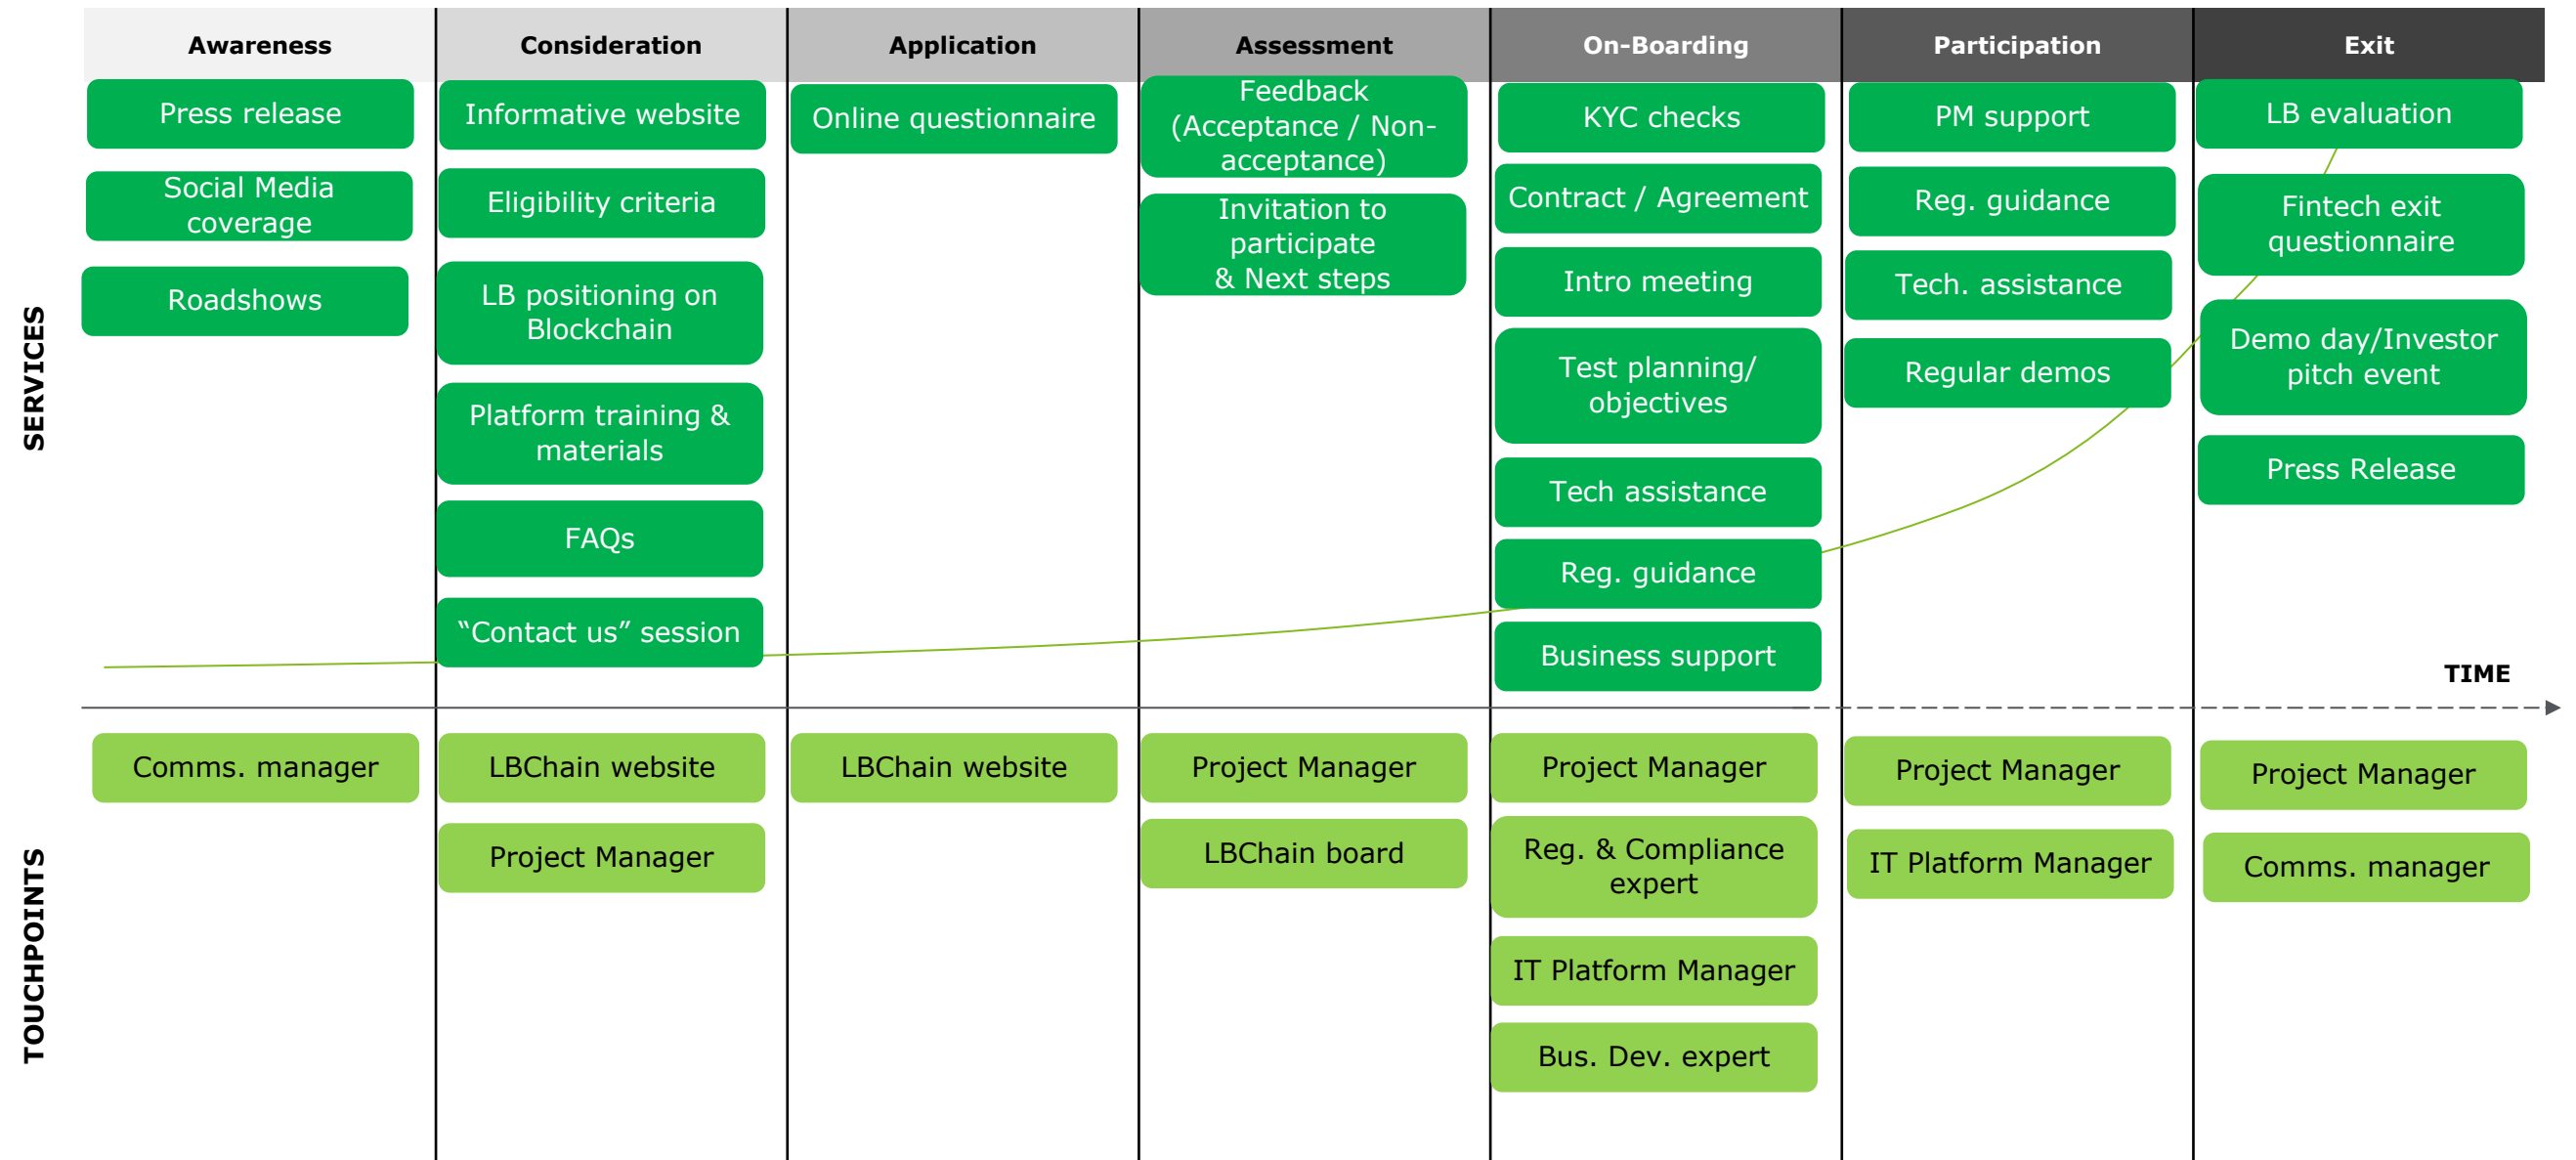 Awareness
Consideration
Application
Assessment
On-Boarding
Participation
Exit
SERVICES
Press release
Social Media
coverage
Roadshows
Informative website
Eligibility criteria
LB positioning on
Blockchain
Platform training &
materials
FAQs
“Contact us” session
Online questionnaire
Feedback
(Acceptance / Non-
acceptance)
Invitation to
participate
& Next steps
KYC checks
Contract / Agreement
Intro meeting
Test planning/
objectives
Tech assistance
Reg. guidance
Business support
PM support
Reg. guidance
Tech. assistance
Regular demos
LB evaluation
Fintech exit
questionnaire
Demo day/Investor
pitch event
Press Release
TIME
TOUCHPOINTS
Comms. manager
LBChain website
Project Manager
LBChain website
Project Manager
LBChain board
Project Manager
Reg. & Compliance
expert
IT Platform Manager
Bus. Dev. expert
Project Manager
IT Platform Manager
Project Manager
Comms. manager